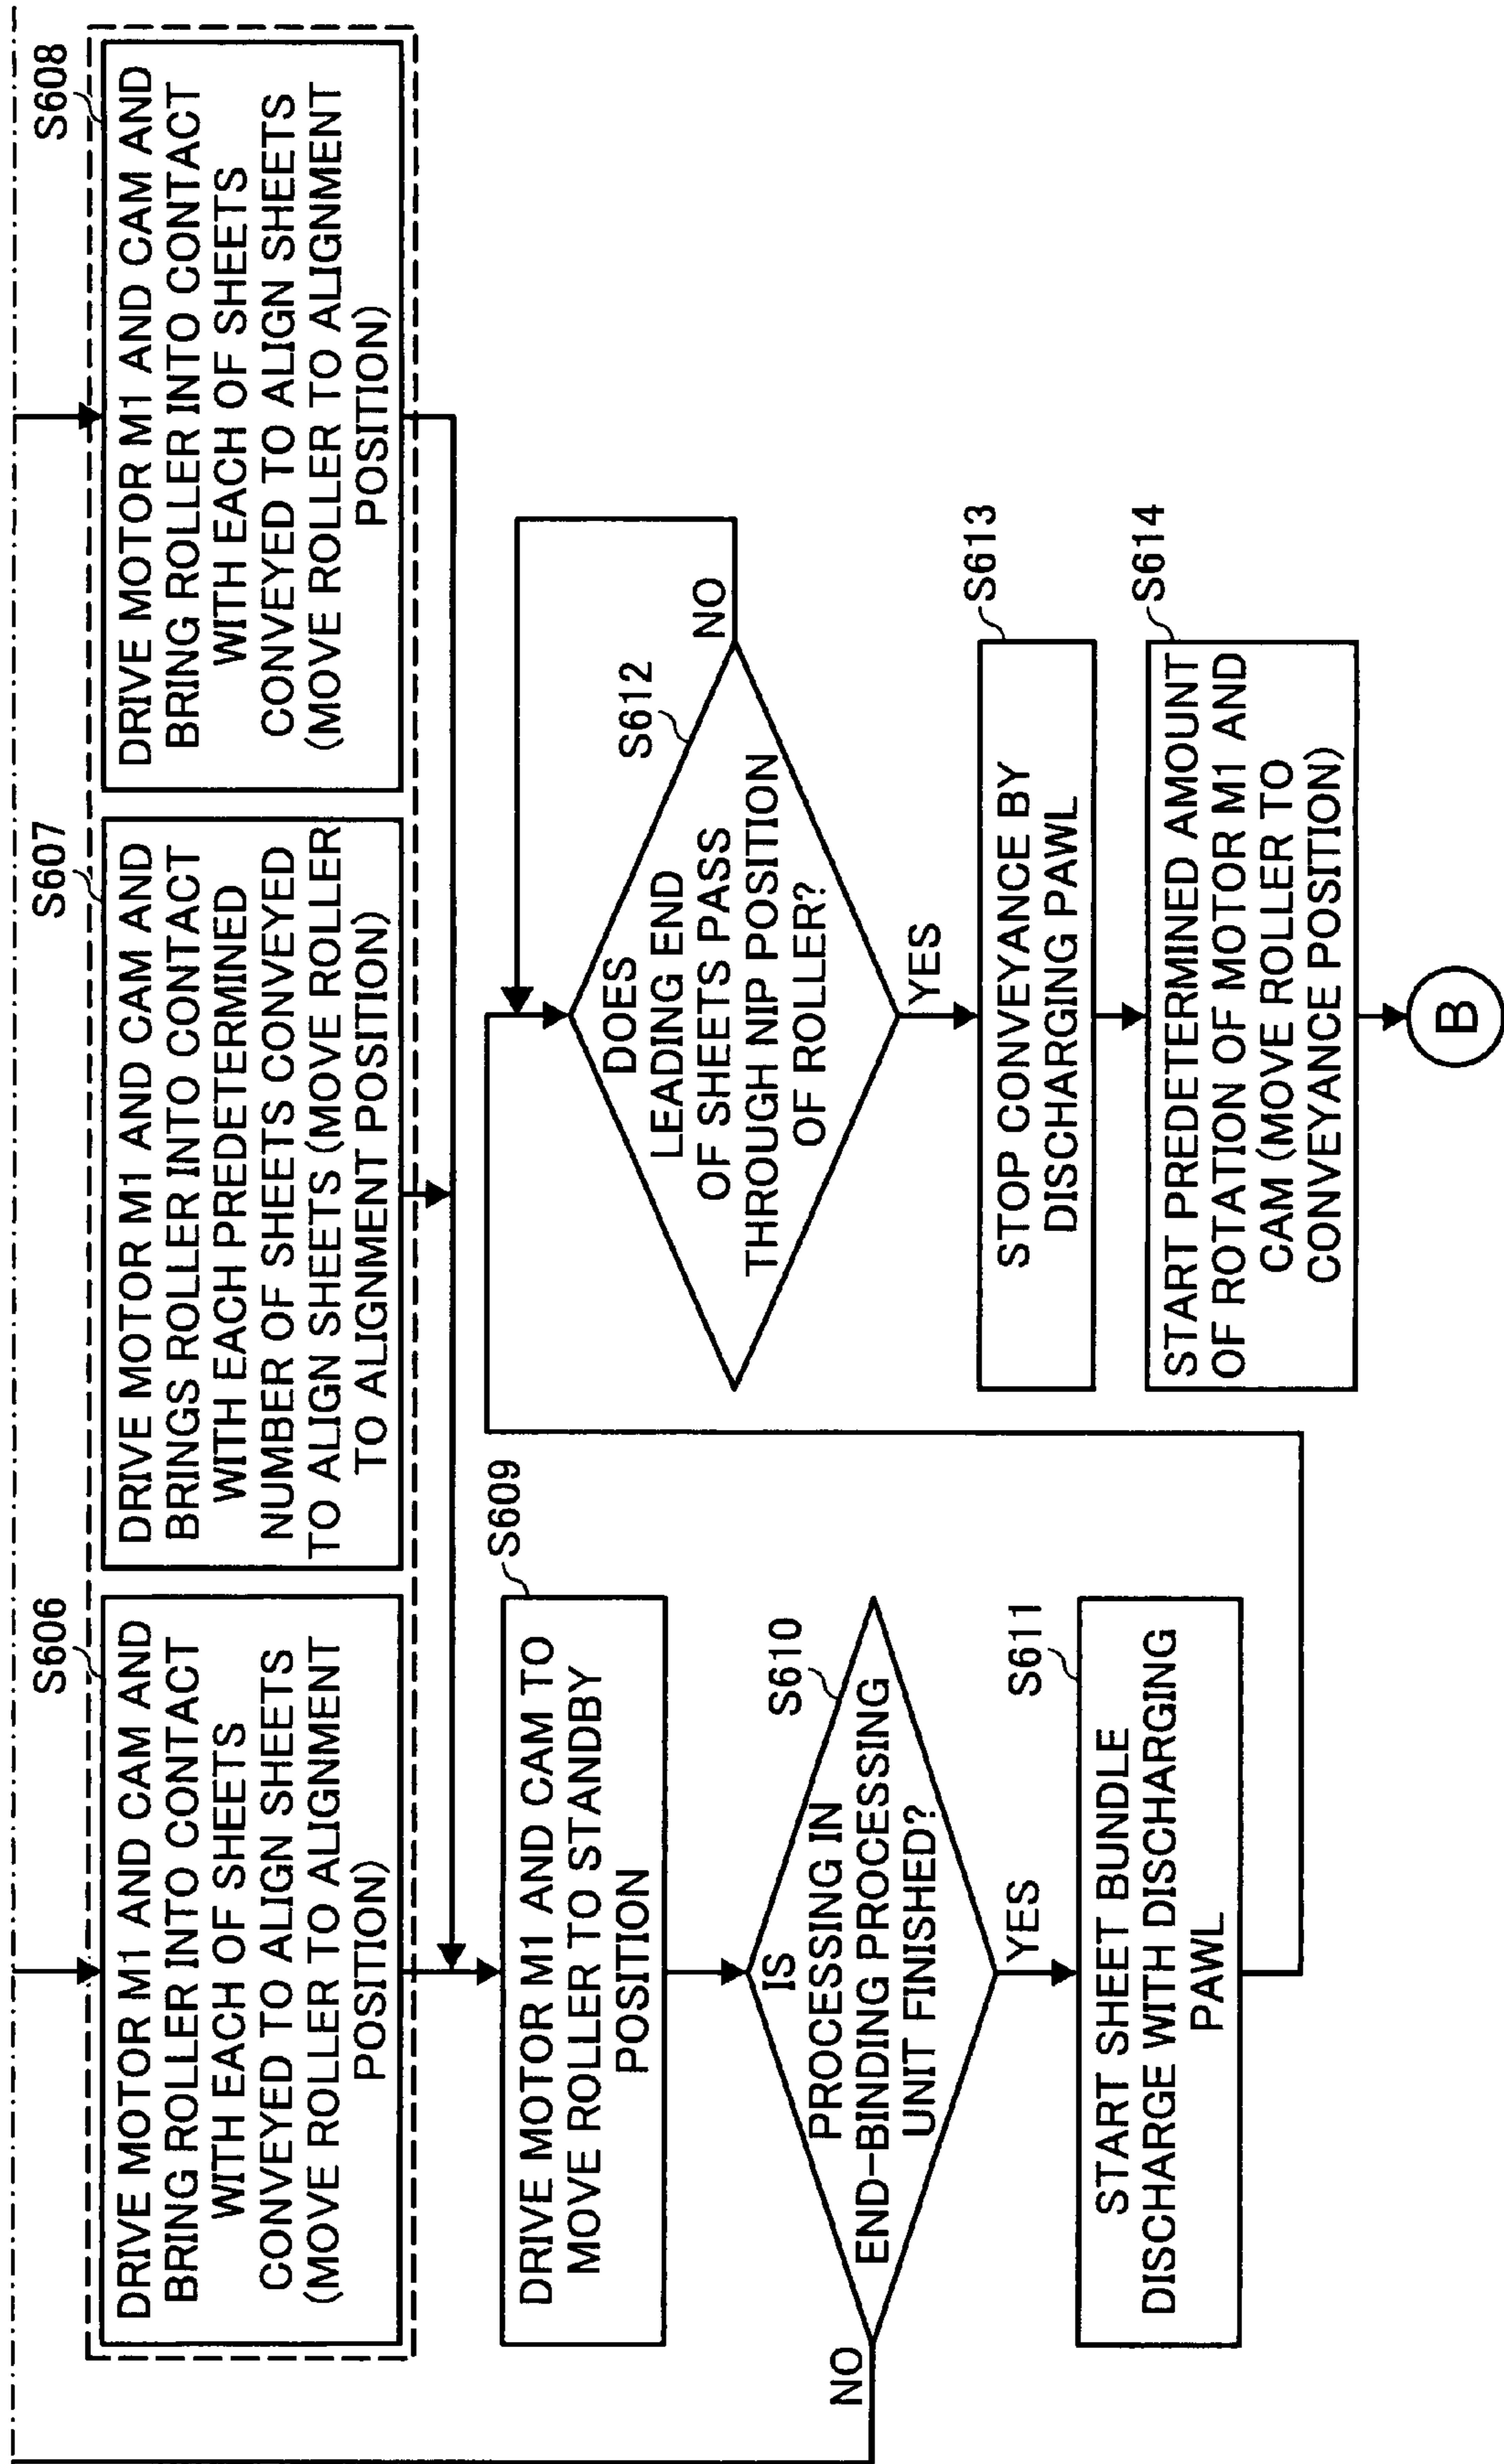 S606
DRIVE MOTOR M1 AND CAM AND
BRING ROLLER INTO CONTACT
WITH EACH OF SHEETS
CONVEYED TO ALIGN SHEETS
(MOVE ROLLER TO ALIGNMENT
POSITION)
S607
DRIVE MOTOR M1 AND CAM AND
BRINGS ROLLER INTO CONTACT
WITH EACH PREDETERMINED
NUMBER OF SHEETS CONVEYED
TO ALIGN SHEETS (MOVE ROLLER
TO ALIGNMENT POSITION)
S608
DRIVE MOTOR M1 AND CAM AND
BRING ROLLER INTO CONTACT
WITH EACH OF SHEETS
CONVEYED TO ALIGN SHEETS
(MOVE ROLLER TO ALIGNMENT
POSITION)
S609
DRIVE MOTOR M1 AND CAM TO
MOVE ROLLER TO STANDBY
POSITION
S610
IS
PROCESSING IN
END-BINDING PROCESSING
UNIT FINISHED?
NO
YES
S611
START SHEET BUNDLE
DISCHARGE WITH DISCHARGING
PAWL
S612
DOES
LEADING END
OF SHEETS PASS
THROUGH NIP POSITION
OF ROLLER?
NO
YES
S613
STOP CONVEYANCE BY
DISCHARGING PAWL
S614
START PREDETERMINED AMOUNT
OF ROTATION OF MOTOR M1 AND
CAM (MOVE ROLLER TO
CONVEYANCE POSITION)
B